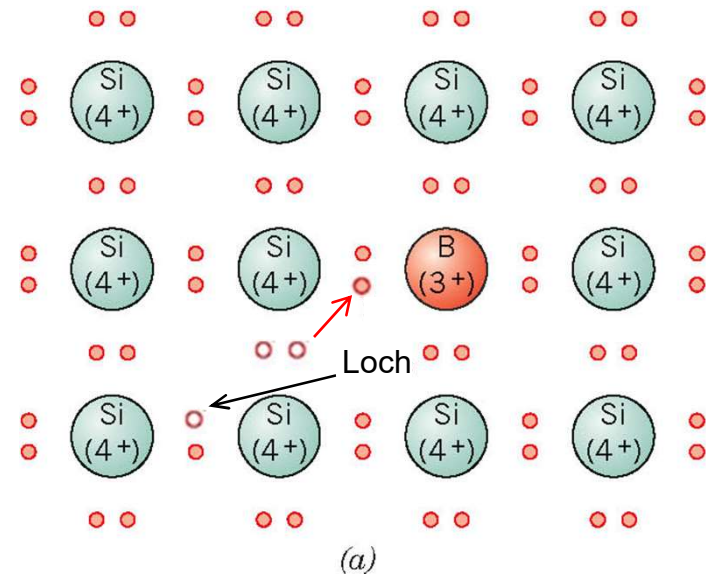 Si Si Si Si
(4+) (4+) (4+) (4+)
Si Si B Si
(4+) (4+) (3+) (4+)
Loch
Si Si Si Si
(4+) (4+) (4+) (4+)
(a)